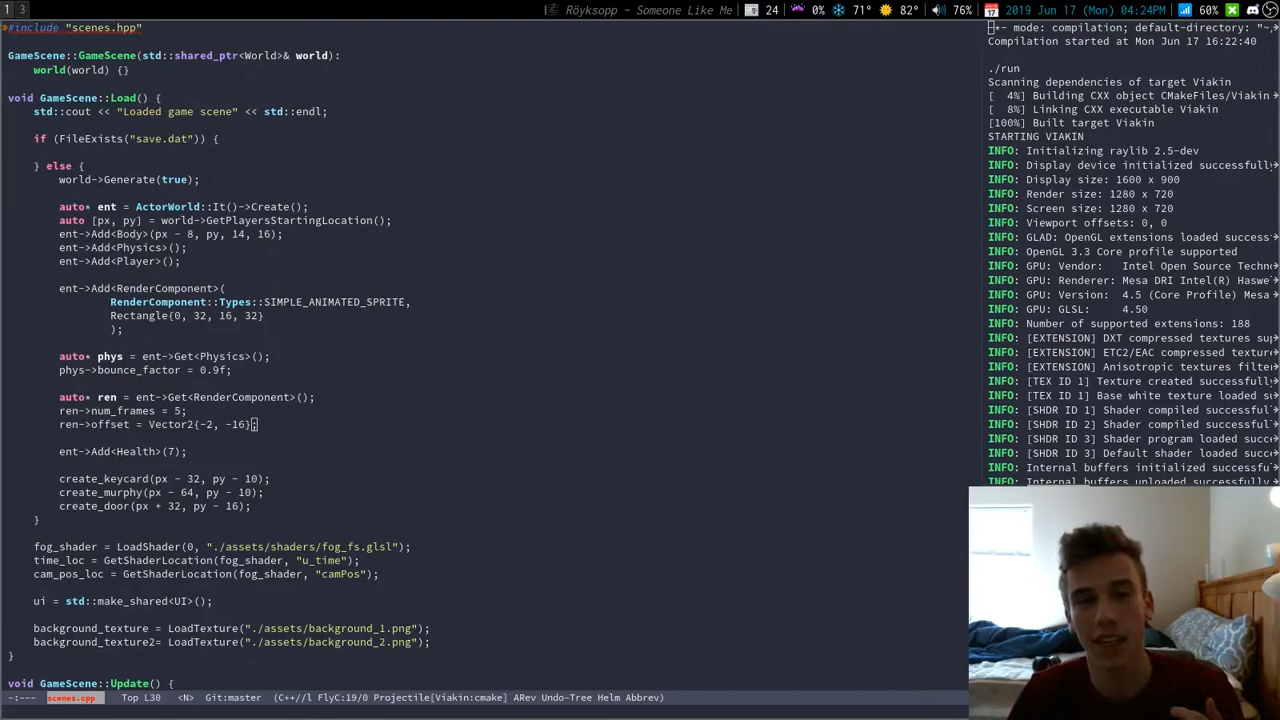 1 3 Röyksopp - Someone Like Me 24 0% 71° 82° 76% 2019 Jun 17 (Mon) 04:24PM 60%
#include "scenes.hpp"
GameScene::GameScene(std::shared_ptr<World>& world):
world(world) {}
void GameScene::Load() {
std::cout << "Loaded game scene" << std::endl;
if (FileExists("save.dat")) {
} else {
world->Generate(true);
auto* ent = ActorWorld::It()->Create();
auto [px, py] = world->GetPlayersStartingLocation();
ent->Add<Body>(px - 8, py, 14, 16);
ent->Add<Physics>();
ent->Add<Player>();
ent->Add<RenderComponent>(
RenderComponent::Types::SIMPLE_ANIMATED_SPRITE,
Rectangle{0, 32, 16, 32}
);
auto* phys = ent->Get<Physics>();
phys->bounce_factor = 0.9f;
auto* ren = ent->Get<RenderComponent>();
ren->num_frames = 5;
ren->offset = Vector2{-2, -16};
ent->Add<Health>(7);
create_keycard(px - 32, py - 10);
create_murphy(px - 64, py - 10);
create_door(px + 32, py - 16);
}
fog_shader = LoadShader(0, "./assets/shaders/fog_fs.glsl");
time_loc = GetShaderLocation(fog_shader, "u_time");
cam_pos_loc = GetShaderLocation(fog_shader, "camPos");
ui = std::make_shared<UI>();
background_texture = LoadTexture("./assets/background_1.png");
background_texture2= LoadTexture("./assets/background_2.png");
}
void GameScene::Update() {
-:--- scenes.cpp Top L30 <N> Git:master (C++//l FlyC:19/0 Projectile[Viakin:cmake] ARev Undo-Tree Helm Abbrev)
-*- mode: compilation; default-directory: "~/
Compilation started at Mon Jun 17 16:22:40
./run
Scanning dependencies of target Viakin
[ 4%] Building CXX object CMakeFiles/Viakin
[ 8%] Linking CXX executable Viakin
[100%] Built target Viakin
STARTING VIAKIN
INFO: Initializing raylib 2.5-dev
INFO: Display device initialized successfully
INFO: Display size: 1600 x 900
INFO: Render size: 1280 x 720
INFO: Screen size: 1280 x 720
INFO: Viewport offsets: 0, 0
INFO: GLAD: OpenGL extensions loaded success
INFO: OpenGL 3.3 Core profile supported
INFO: GPU: Vendor: Intel Open Source Techn
INFO: GPU: Renderer: Mesa DRI Intel(R) Hasw
INFO: GPU: Version: 4.5 (Core Profile) Mesa
INFO: GPU: GLSL: 4.50
INFO: Number of supported extensions: 188
INFO: [EXTENSION] DXT compressed textures sup
INFO: [EXTENSION] ETC2/EAC compressed texture
INFO: [EXTENSION] Anisotropic textures filter
INFO: [TEX ID 1] Texture created successfully
INFO: [TEX ID 1] Base white texture loaded su
INFO: [SHDR ID 1] Shader compiled successful
INFO: [SHDR ID 2] Shader compiled successful
INFO: [SHDR ID 3] Shader program loaded succ
INFO: [SHDR ID 3] Default shader loaded succ
INFO: Internal buffers initialized successfu
INFO: Internal buffers uploaded successfully